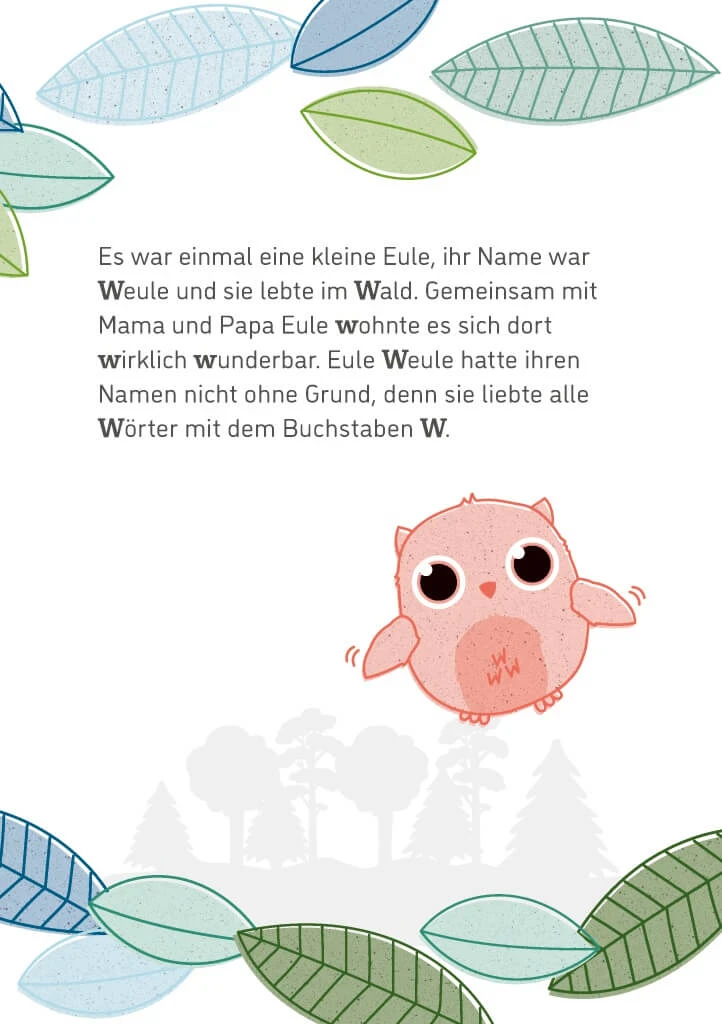 Es war einmal eine kleine Eule, ihr Name war
Weule und sie lebte im Wald. Gemeinsam mit
Mama und Papa Eule wohnte es sich dort
wirklich wunderbar. Eule Weule hatte ihren
Namen nicht ohne Grund, denn sie liebte alle
Wörter mit dem Buchstaben W.
W
W W